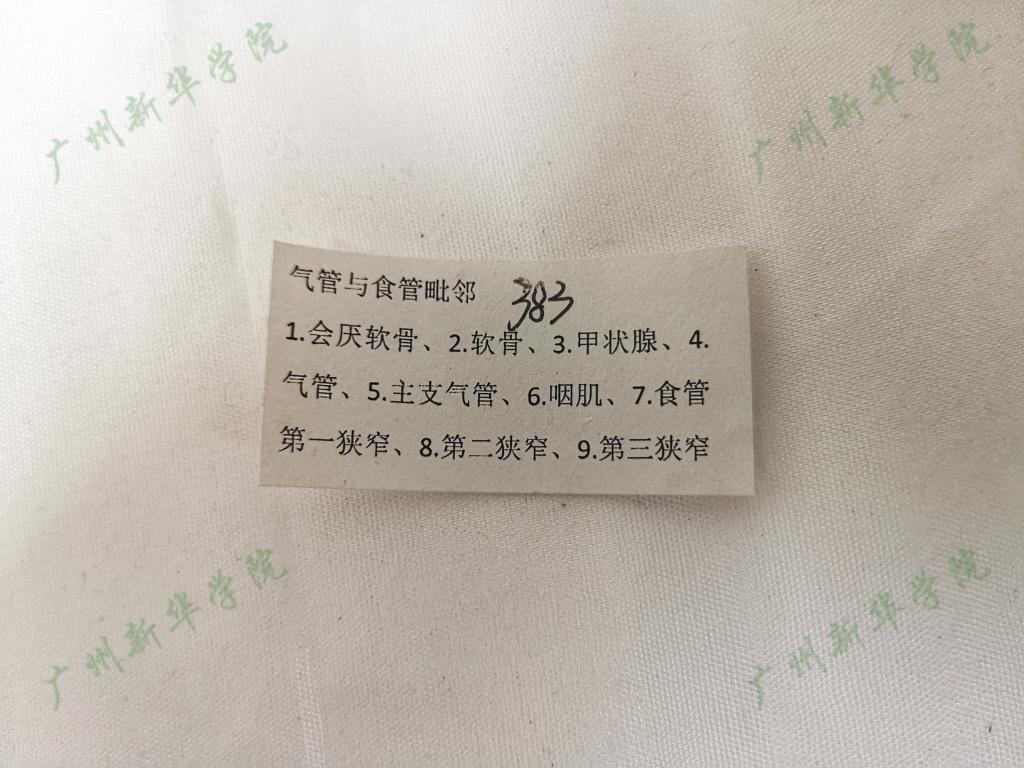 广州新华学院
广州新华学院
气管与食管毗邻 383
1.会厌软骨、2.软骨、3.甲状腺、4.
气管、5.主支气管、6.咽肌、7.食管
第一狭窄、8.第二狭窄、9.第三狭窄
广州新华学院
广州新华学院